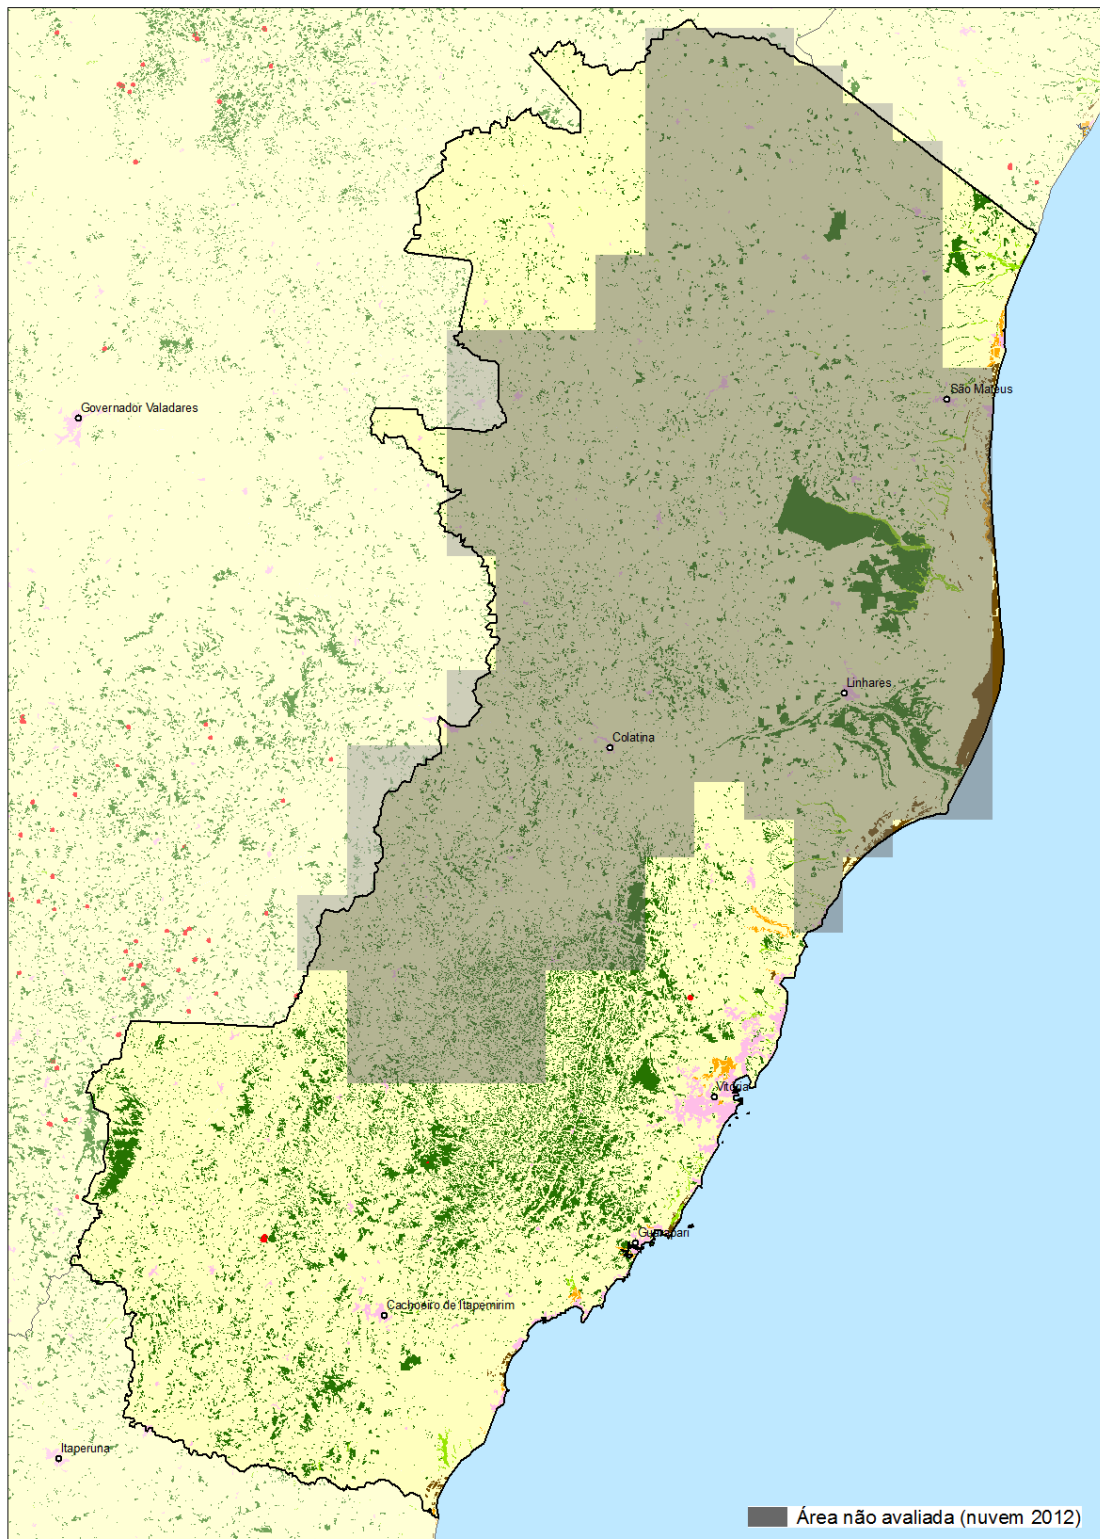 São Mateus
Governador Valadares
Linhares
Colatina
Vitória
Guarapari
Cachoeiro de Itapemirim
Itaperuna
Área não avaliada (nuvem 2012)